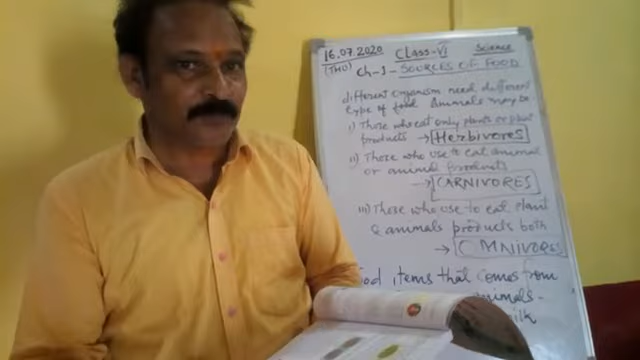 16.07.2020 CLASS-VI Science
(THU) Ch-1 - SOURCES OF FOOD
different organism need different
type of food Animals may be
i) Those who eat only plants or plant
products → Herbivores
ii) Those who use to eat animal
or animal products
→ CARNIVORES
iii) Those who use to eat plant
& animals products both
→ OMNIVORES
items that comes from
animals -